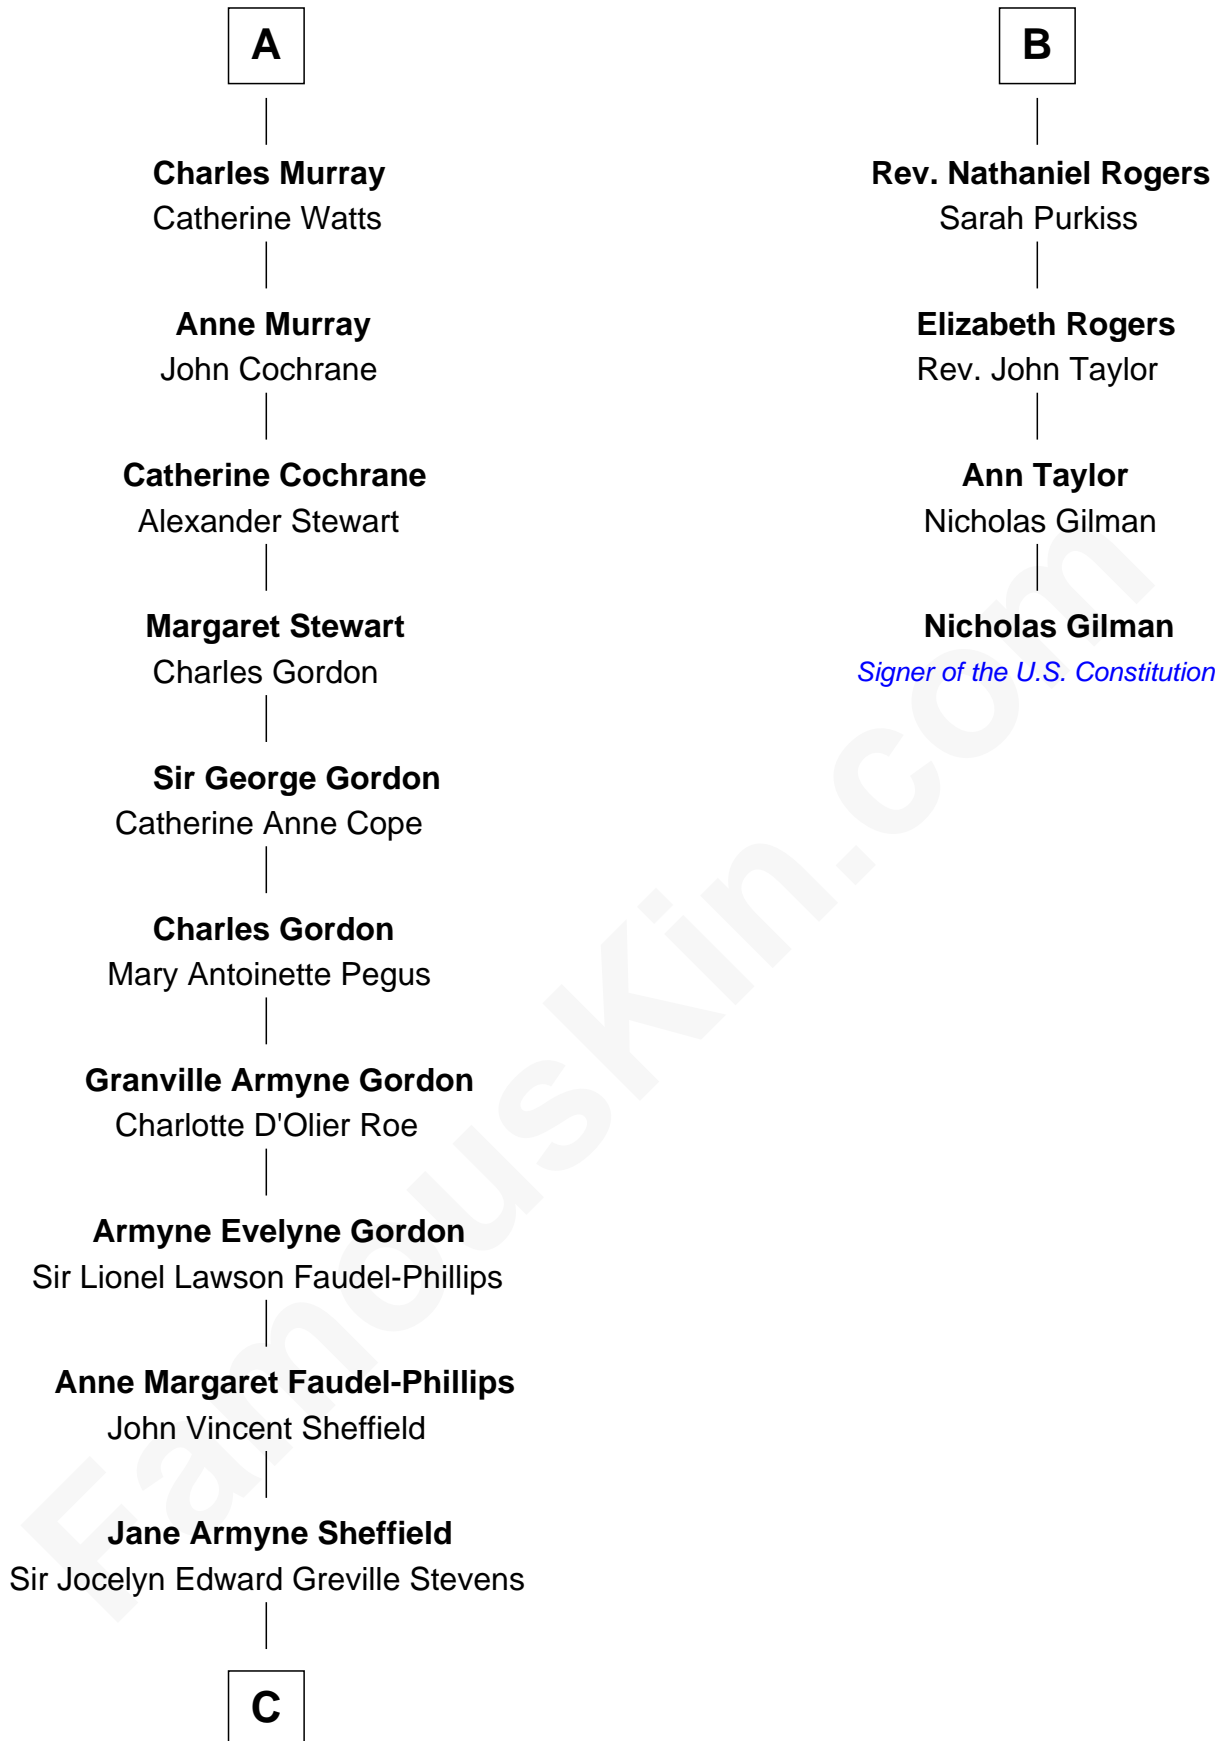 A
Charles Murray
Catherine Watts
Anne Murray
John Cochrane
Catherine Cochrane
Alexander Stewart
Margaret Stewart
Charles Gordon
Sir George Gordon
Catherine Anne Cope
Charles Gordon
Mary Antoinette Pegus
Granville Armyne Gordon
Charlotte D'Olier Roe
Armyne Evelyne Gordon
Sir Lionel Lawson Faudel-Phillips
Anne Margaret Faudel-Phillips
John Vincent Sheffield
Jane Armyne Sheffield
Sir Jocelyn Edward Greville Stevens
C
B
Rev. Nathaniel Rogers
Sarah Purkiss
Elizabeth Rogers
Rev. John Taylor
Ann Taylor
Nicholas Gilman
Nicholas Gilman
Signer of the U.S. Constitution
FamousKin.com